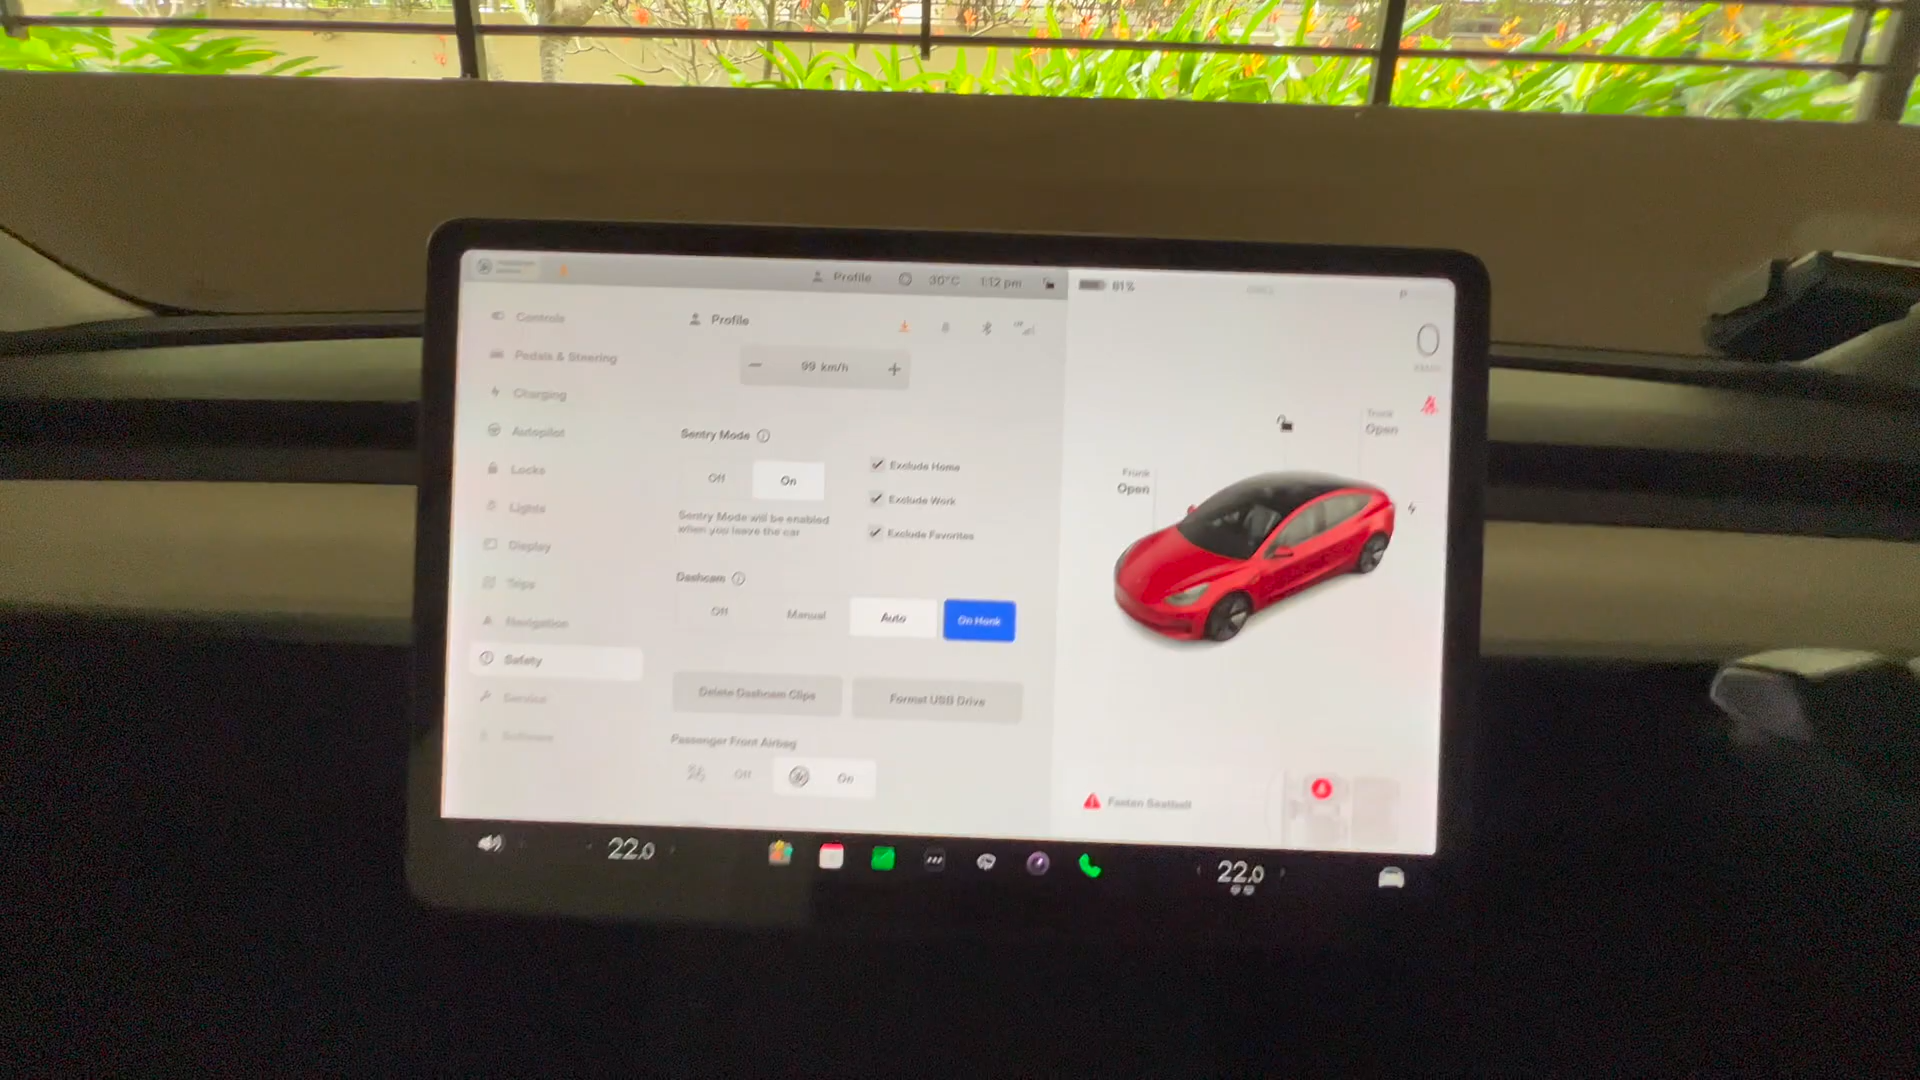 Profile 30°C 1:12 pm
81%
P
Controls
Profile
0
Pedals & Steering
99 km/h
Charging
Autopilot
Sentry Mode
Trunk
Open
Locks
Off
On
Exclude Home
Frunk
Open
Lights
Exclude Work
Sentry Mode will be enabled
when you leave the car
Exclude Favorites
Display
Trips
Dashcam
Off
Manual
Auto
On Honk
Navigation
Safety
Service
Delete Dashcam Clips
Format USB Drive
Software
Passenger Front Airbag
Off
On
Fasten Seatbelt
22.0
22.0